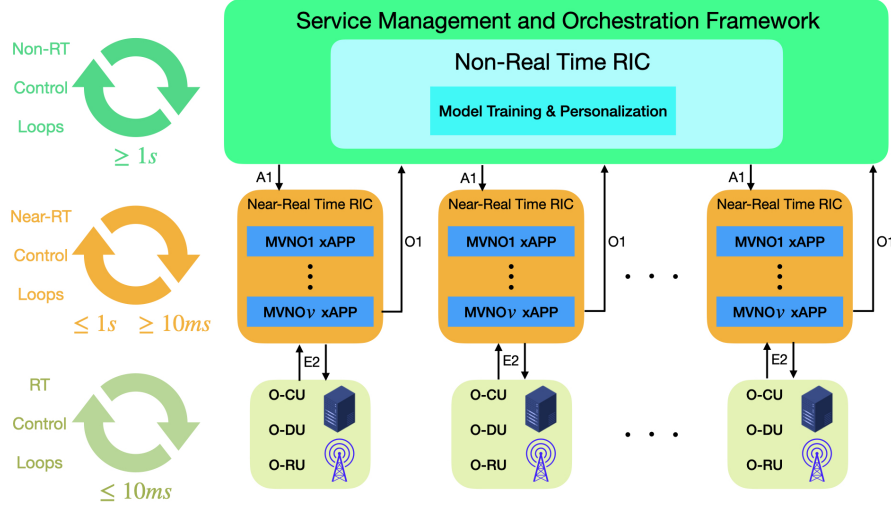 Service Management and Orchestration Framework
Non-Real Time RIC
Model Training & Personalization
Non-RT
Control
Loops
≥ 1s
A1
A1
A1
Near-RT
Control
Loops
≤ 1s ≥ 10ms
Near-Real Time RIC
MVNO1 xAPP
MVNOν xAPP
O1
Near-Real Time RIC
MVNO1 xAPP
MVNOν xAPP
O1
Near-Real Time RIC
MVNO1 xAPP
MVNOν xAPP
O1
E2
E2
E2
RT
Control
Loops
≤ 10ms
O-CU
O-DU
O-RU
O-CU
O-DU
O-RU
O-CU
O-DU
O-RU